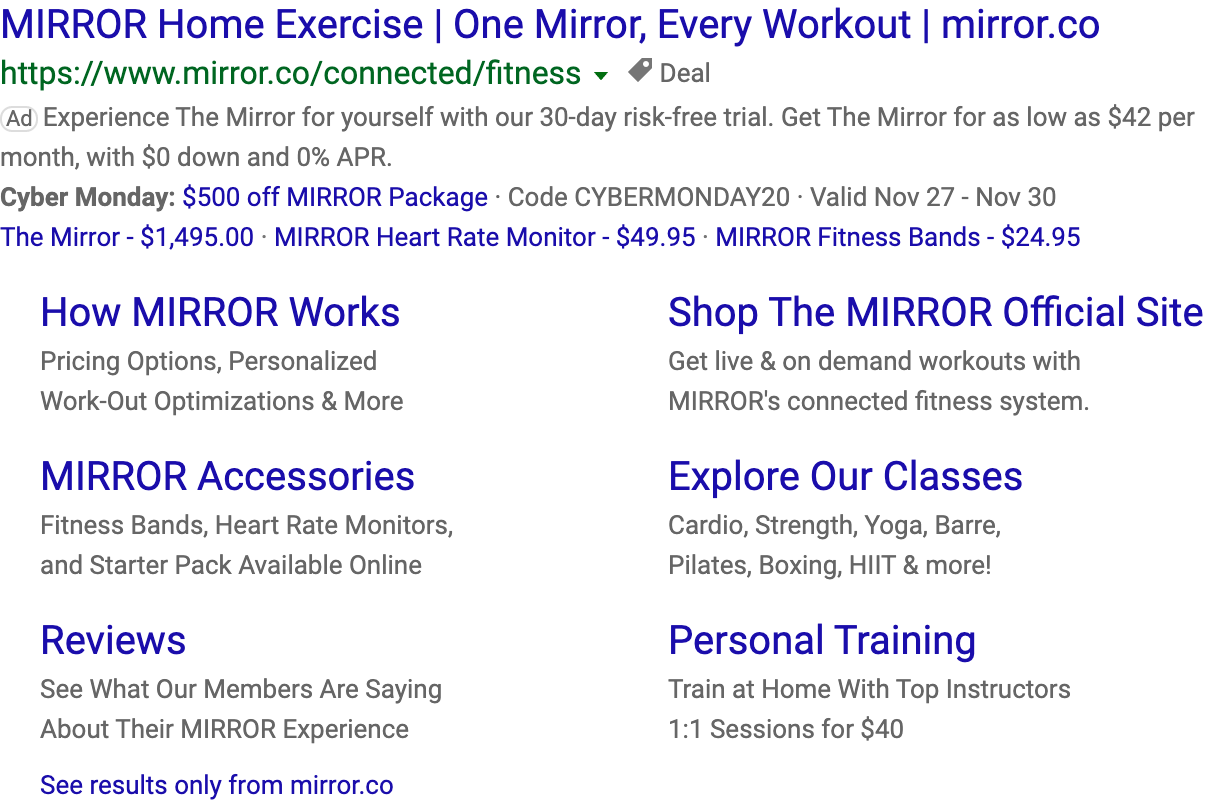 MIRROR Home Exercise | One Mirror, Every Workout | mirror.co
https://www.mirror.co/connected/fitness Deal
Ad Experience The Mirror for yourself with our 30-day risk-free trial. Get The Mirror for as low as $42 per
month, with $0 down and 0% APR.
Cyber Monday: $500 off MIRROR Package · Code CYBERMONDAY20 · Valid Nov 27 - Nov 30
The Mirror - $1,495.00 · MIRROR Heart Rate Monitor - $49.95 · MIRROR Fitness Bands - $24.95
How MIRROR Works
Pricing Options, Personalized
Work-Out Optimizations & More
Shop The MIRROR Official Site
Get live & on demand workouts with
MIRROR's connected fitness system.
MIRROR Accessories
Fitness Bands, Heart Rate Monitors,
and Starter Pack Available Online
Explore Our Classes
Cardio, Strength, Yoga, Barre,
Pilates, Boxing, HIIT & more!
Reviews
See What Our Members Are Saying
About Their MIRROR Experience
Personal Training
Train at Home With Top Instructors
1:1 Sessions for $40
See results only from mirror.co